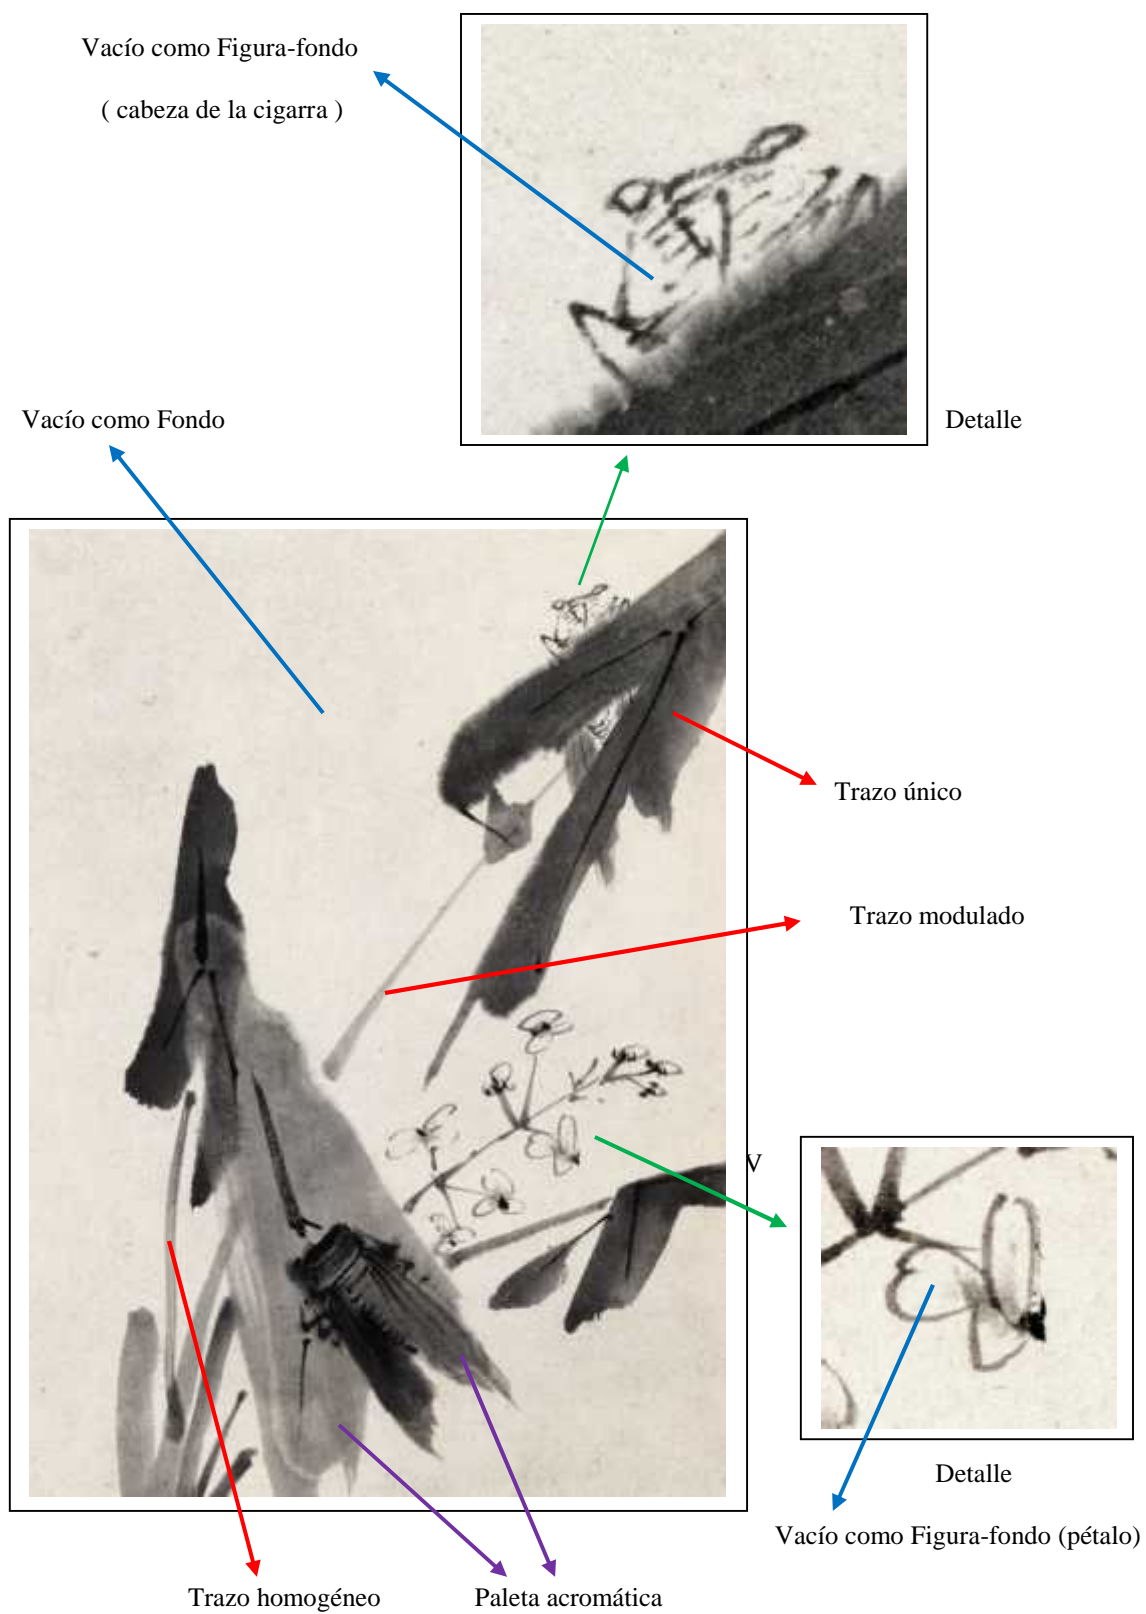 Vacío como Figura-fondo
( cabeza de la cigarra )
Vacío como Fondo
Detalle
Trazo único
Trazo modulado
V
Detalle
Vacío como Figura-fondo (pétalo)
Trazo homogéneo
Paleta acromática